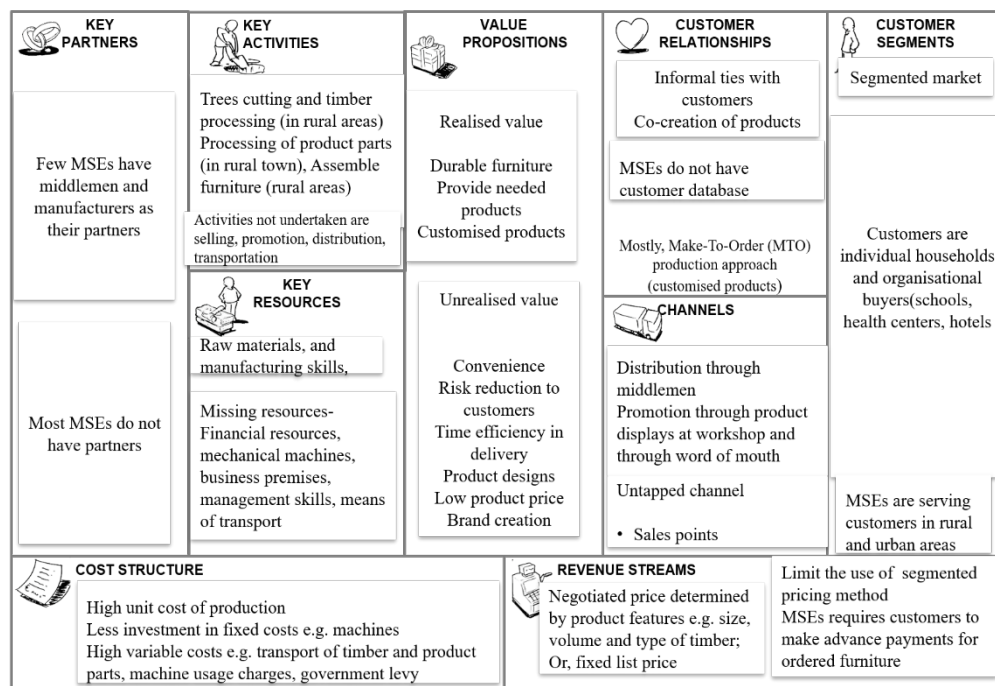 KEY
PARTNERS
Few MSEs have
middlemen and
manufacturers as
their partners
Most MSEs do not
have partners
KEY
ACTIVITIES
Trees cutting and timber
processing (in rural areas)
Processing of product parts
(in rural town), Assemble
furniture (rural areas)
Activities not undertaken are
selling, promotion, distribution,
transportation
KEY
RESOURCES
Raw materials, and
manufacturing skills,
Missing resources-
Financial resources,
mechanical machines,
business premises,
management skills, means
of transport
VALUE
PROPOSITIONS
Realised value
Durable furniture
Provide needed
products
Customised products
Unrealised value
Convenience
Risk reduction to
customers
Time efficiency in
delivery
Product designs
Low product price
Brand creation
CUSTOMER
RELATIONSHIPS
Informal ties with
customers
Co-creation of products
MSEs do not have
customer database
Mostly, Make-To-Order (MTO)
production approach
(customised products)
CHANNELS
Distribution through
middlemen
Promotion through product
displays at workshop and
through word of mouth
Untapped channel
• Sales points
CUSTOMER
SEGMENTS
Segmented market
Customers are
individual households
and organisational
buyers(schools,
health centers, hotels
MSEs are serving
customers in rural
and urban areas
COST STRUCTURE
High unit cost of production
Less investment in fixed costs e.g. machines
High variable costs e.g. transport of timber and product
parts, machine usage charges, government levy
REVENUE STREAMS
Negotiated price determined
by product features e.g. size,
volume and type of timber;
Or, fixed list price
Limit the use of segmented
pricing method
MSEs requires customers to
make advance payments for
ordered furniture